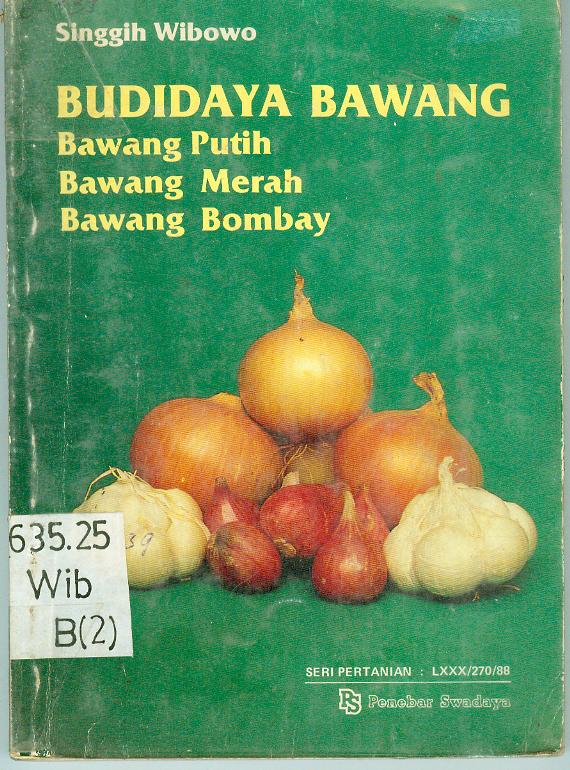 Singgih Wibowo
BUDIDAYA BAWANG
Bawang Putih
Bawang Merah
Bawang Bombay
635.25
Wib
B(2)
39
SERI PERTANIAN : LXXX/270/88
PS Penebar Swadaya